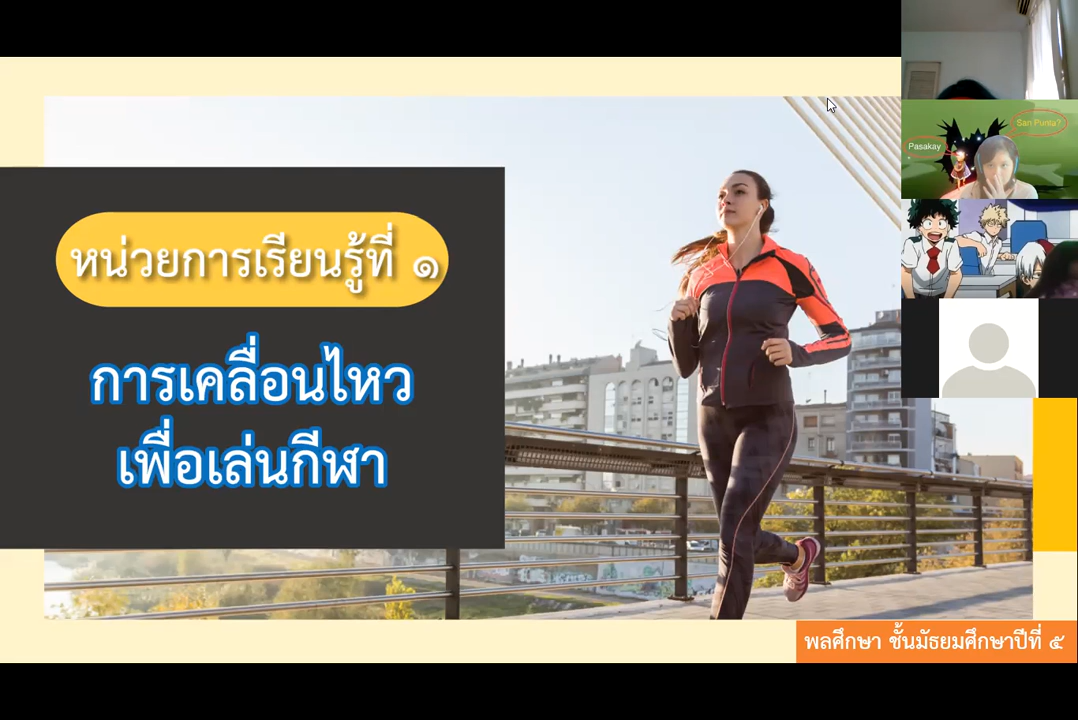 หน่วยการเรียนรู้ที่ ๑
การเคลื่อนไหว
เพื่อเล่นกีฬา
San Punta?
Pasakay
พลศึกษา ชั้นมัธยมศึกษาปีที่ ๕